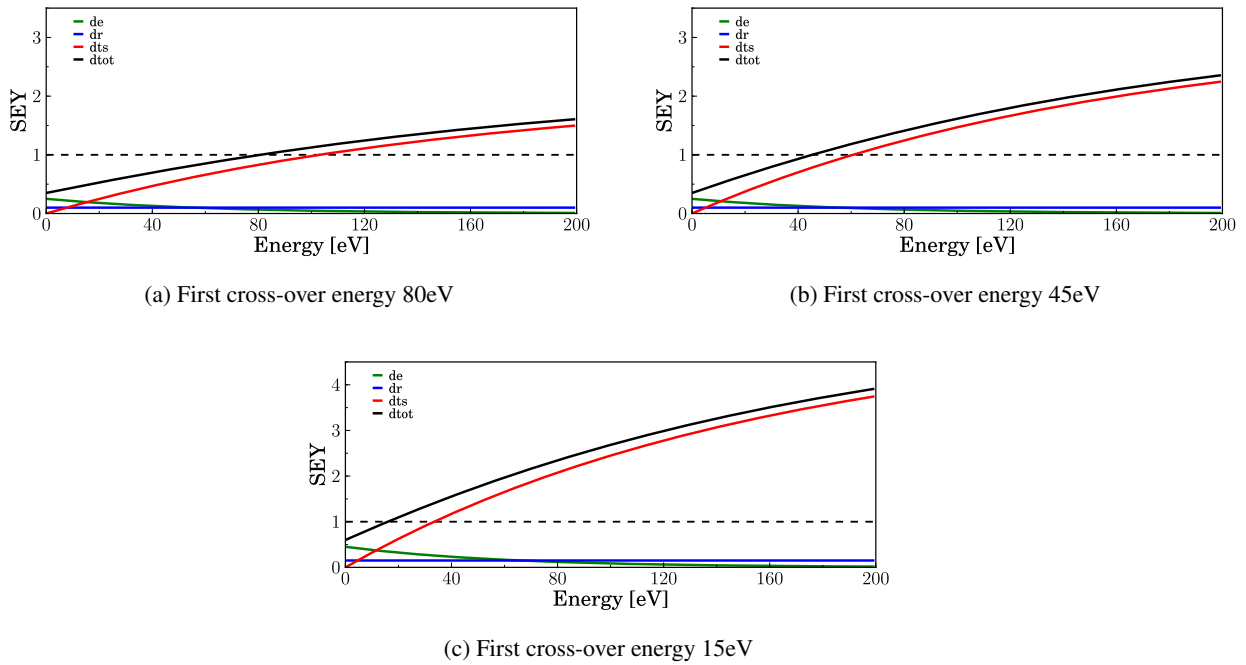 3
2
1
0
SEY
de
dr
dts
dtot
0 40 80 120 160 200
Energy [eV]
(a) First cross-over energy 80eV
3
2
1
0
SEY
de
dr
dts
dtot
0 40 80 120 160 200
Energy [eV]
(b) First cross-over energy 45eV
4
3
2
1
0
SEY
de
dr
dts
dtot
0 40 80 120 160 200
Energy [eV]
(c) First cross-over energy 15eV